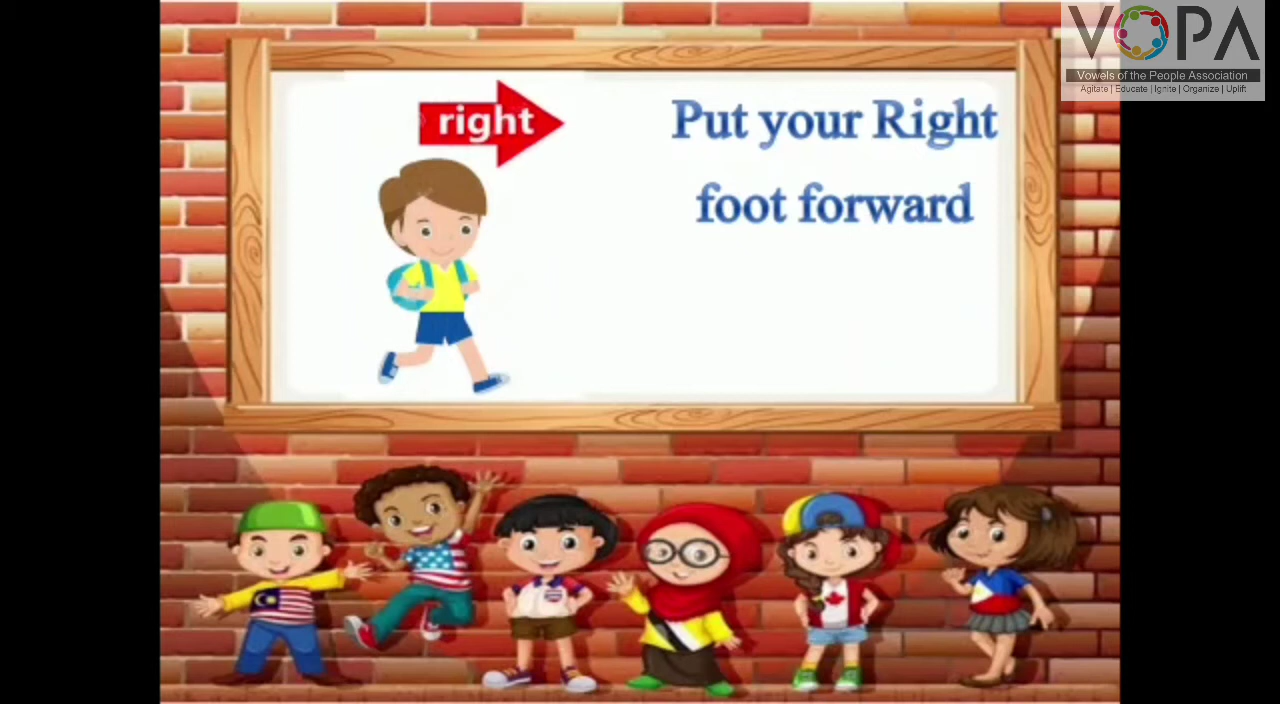 VOPA
Vowels of the People Association
Agitate | Educate | Ignite | Organize | Uplift
right
Put your Right
foot forward